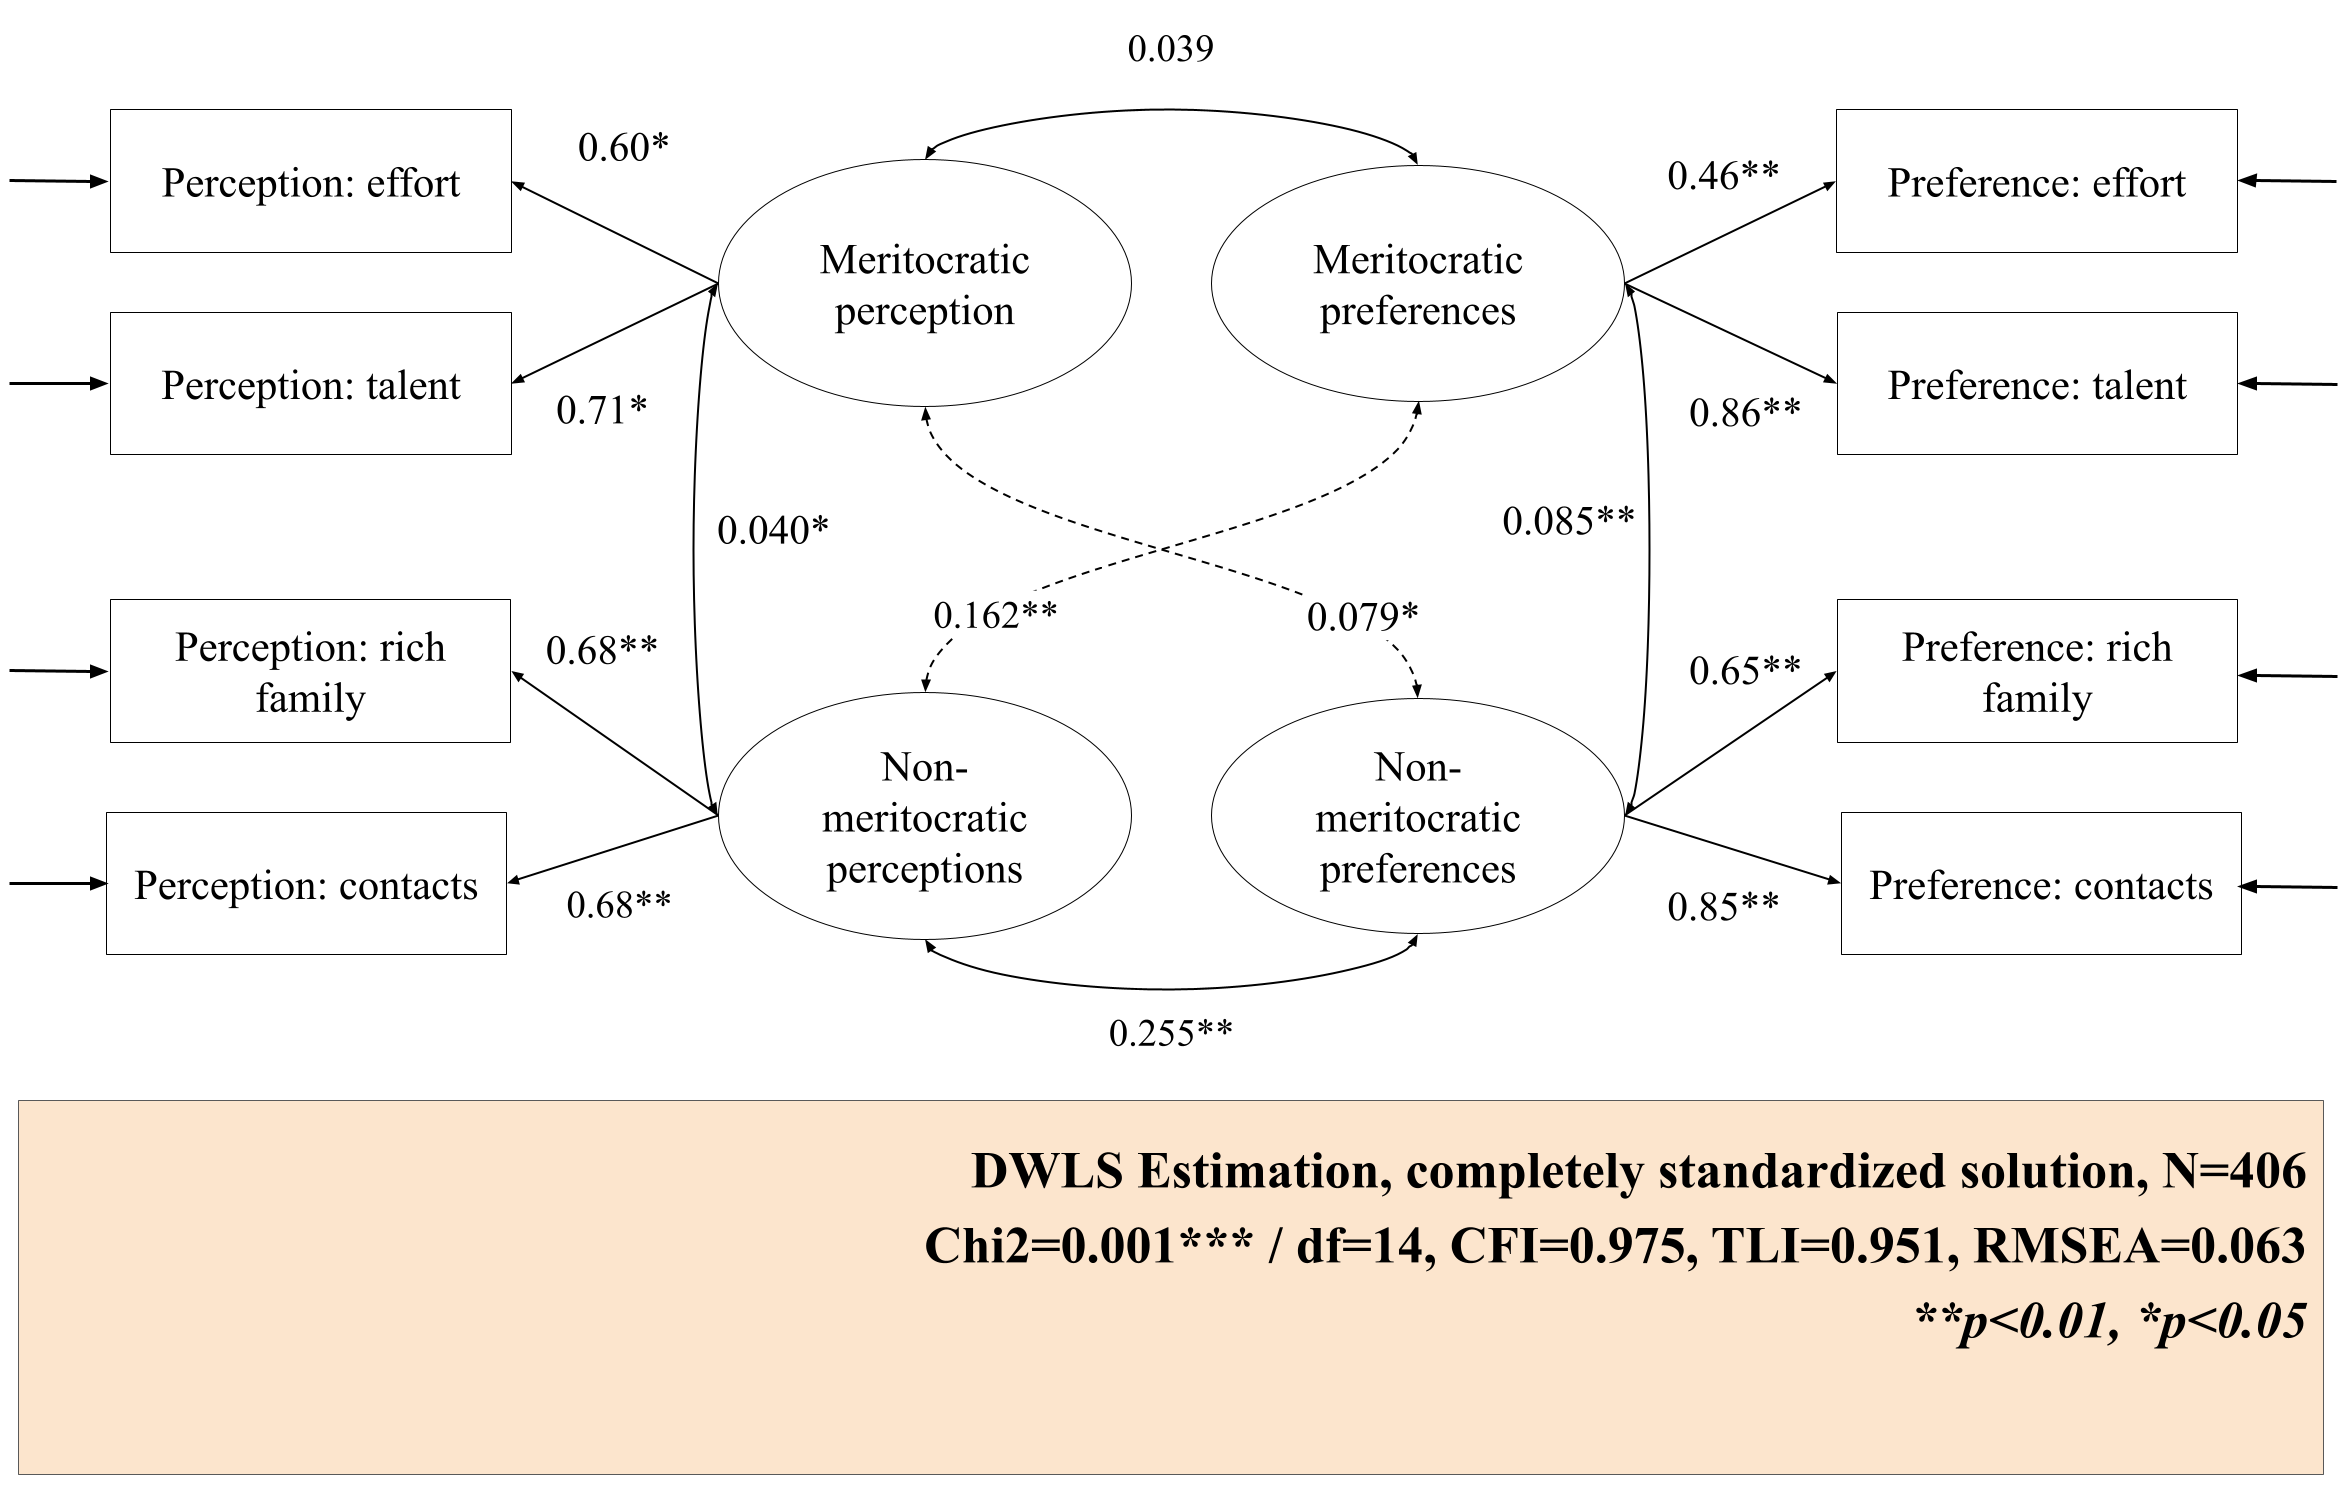 0.039
Perception: effort
0.60*
Meritocratic
perception
Meritocratic
preferences
0.46**
Preference: effort
Perception: talent
0.71*
0.86**
Preference: talent
0.040*
0.085**
0.162**
0.079*
Perception: rich
family
0.68**
0.65**
Preference: rich
family
Non-
meritocratic
perceptions
Non-
meritocratic
preferences
Perception: contacts
0.68**
0.85**
Preference: contacts
0.255**
DWLS Estimation, completely standardized solution, N=406
Chi2=0.001*** / df=14, CFI=0.975, TLI=0.951, RMSEA=0.063
**p<0.01, *p<0.05